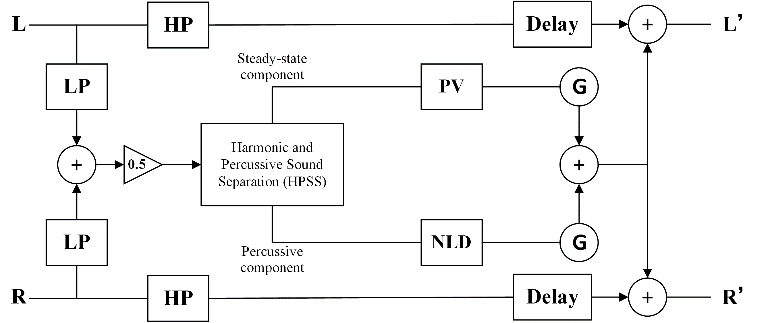 L HP Delay + L’
Steady-state
component
LP PV G
+ 0.5
Harmonic and
Percussive Sound
Separation (HPSS)
+
LP NLD G
Percussive
component
R HP Delay + R’